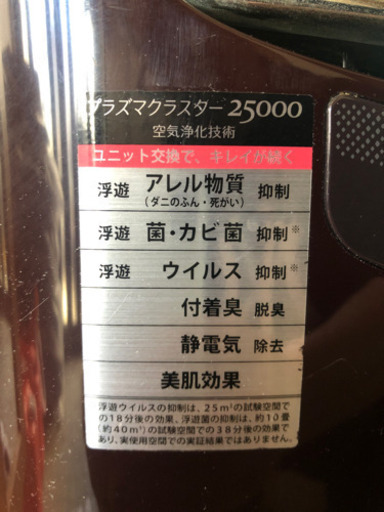 プラズマクラスター 25000
空気浄化技術
ユニット交換で、キレイが続く
浮遊 アレル物質 抑制
(ダニのふん・死がい)
浮遊 菌・カビ菌 抑制※
浮遊 ウイルス 抑制※
付着臭 脱臭
静電気 除去
美肌効果
浮遊ウイルスの抑制は、25m³の試験空間で
の18分後の効果、浮遊菌の抑制は、約10畳
(約40m³)の試験空間での38分後の効果で
あり、実使用空間での実証結果ではありません。